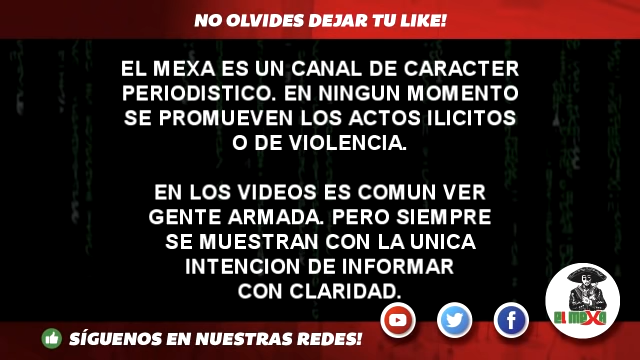 NO OLVIDES DEJAR TU LIKE!
EL MEXA ES UN CANAL DE CARACTER
PERIODISTICO. EN NINGUN MOMENTO
SE PROMUEVEN LOS ACTOS ILICITOS
O DE VIOLENCIA.
EN LOS VIDEOS ES COMUN VER
GENTE ARMADA. PERO SIEMPRE
SE MUESTRAN CON LA UNICA
INTENCION DE INFORMAR
CON CLARIDAD.
EL MEXA
SÍGUENOS EN NUESTRAS REDES!